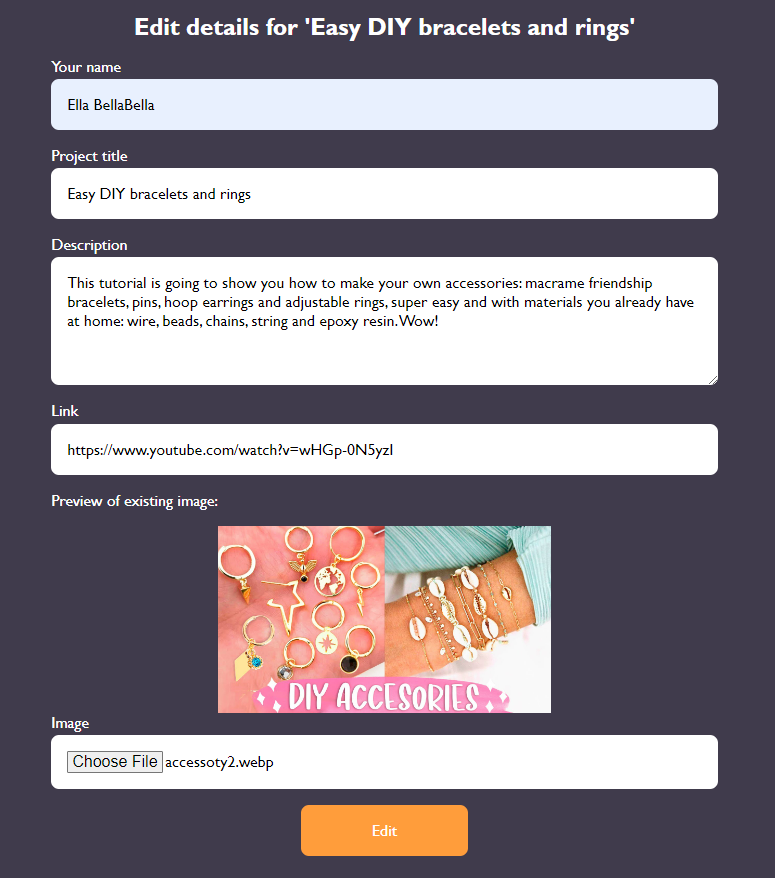 Edit details for 'Easy DIY bracelets and rings'
Your name
Ella BellaBella
Project title
Easy DIY bracelets and rings
Description
This tutorial is going to show you how to make your own accessories: macrame friendship
bracelets, pins, hoop earrings and adjustable rings, super easy and with materials you already have
at home: wire, beads, chains, string and epoxy resin. Wow!
Link
https://www.youtube.com/watch?v=wHGp-0N5yzI
Preview of existing image:
DIY ACCESORIES
Image
Choose File accessoty2.webp
Edit